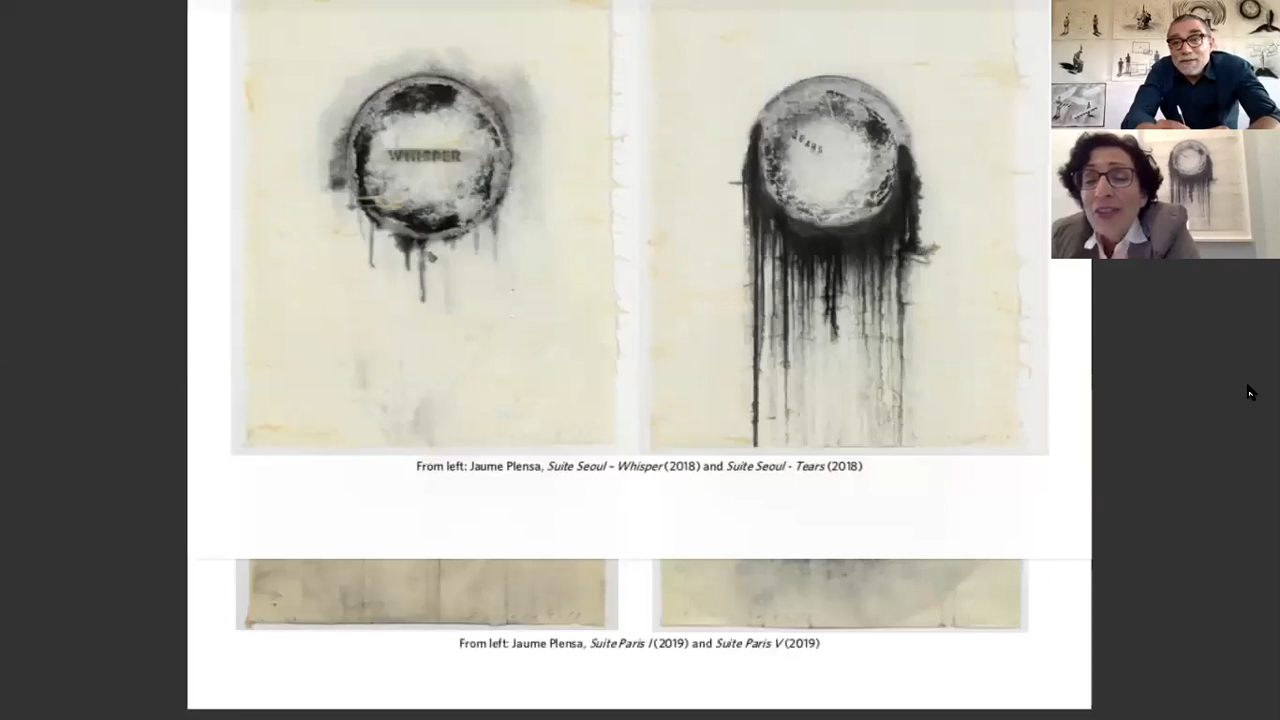 WHISPER
TEARS
From left: Jaume Plensa, Suite Seoul - Whisper (2018) and Suite Seoul - Tears (2018)
From left: Jaume Plensa, Suite Paris I (2019) and Suite Paris V (2019)